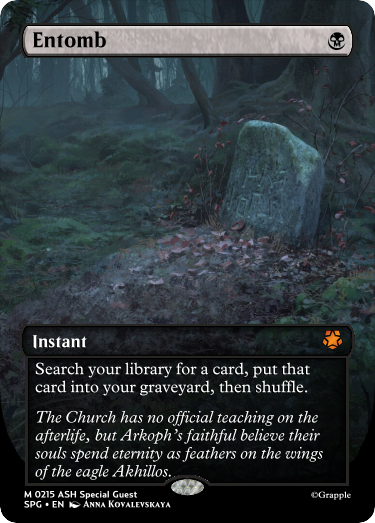 Entomb
Instant
Search your library for a card, put that
card into your graveyard, then shuffle.
The Church has no official teaching on the
afterlife, but Arkoph's faithful believe their
souls spend eternity as feathers on the wings
of the eagle Akhillos.
M 0215 ASH Special Guest
SPG • EN Anna Kovalevskaya
©Grapple